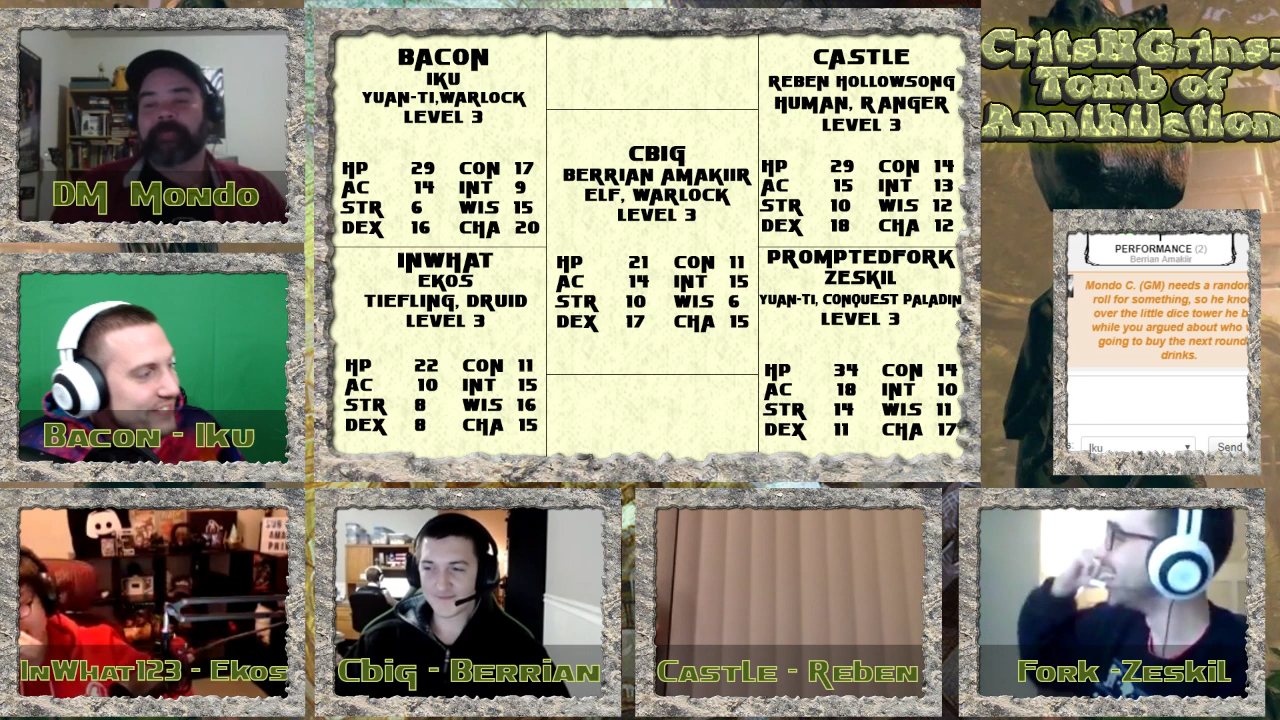 DM Mondo
Bacon - Iku
BACON
IKU
YUAN-TI,WARLOCK
LEVEL 3
HP 29 CON 17
AC 14 INT 9
STR 6 WIS 15
DEX 16 CHA 20
INWHAT
EKOS
TIEFLING, DRUID
LEVEL 3
HP 22 CON 11
AC 10 INT 15
STR 8 WIS 16
DEX 8 CHA 15
CBIG
BERRIAN AMAKIIR
ELF, WARLOCK
LEVEL 3
HP 21 CON 11
AC 14 INT 15
STR 10 WIS 6
DEX 17 CHA 15
CASTLE
REBEN HOLLOWSONG
HUMAN, RANGER
LEVEL 3
HP 29 CON 14
AC 15 INT 13
STR 10 WIS 12
DEX 18 CHA 12
PROMPTEDFORK
ZESKIL
YUAN-TI, CONQUEST PALADIN
LEVEL 3
HP 34 CON 14
AC 18 INT 10
STR 14 WIS 11
DEX 11 CHA 17
CritsNGrins:
Tomb of
Annihilation
PERFORMANCE (2)
Berrian Amakiir
Mondo C. (GM) needs a random
roll for something, so he
over the little dice tower he
while you argued about who
going to buy the next round
drinks.
Iku Send
InWhat123 - Ekos
Cbig - Berrian
Castle - Reben
Fork -Zeskil